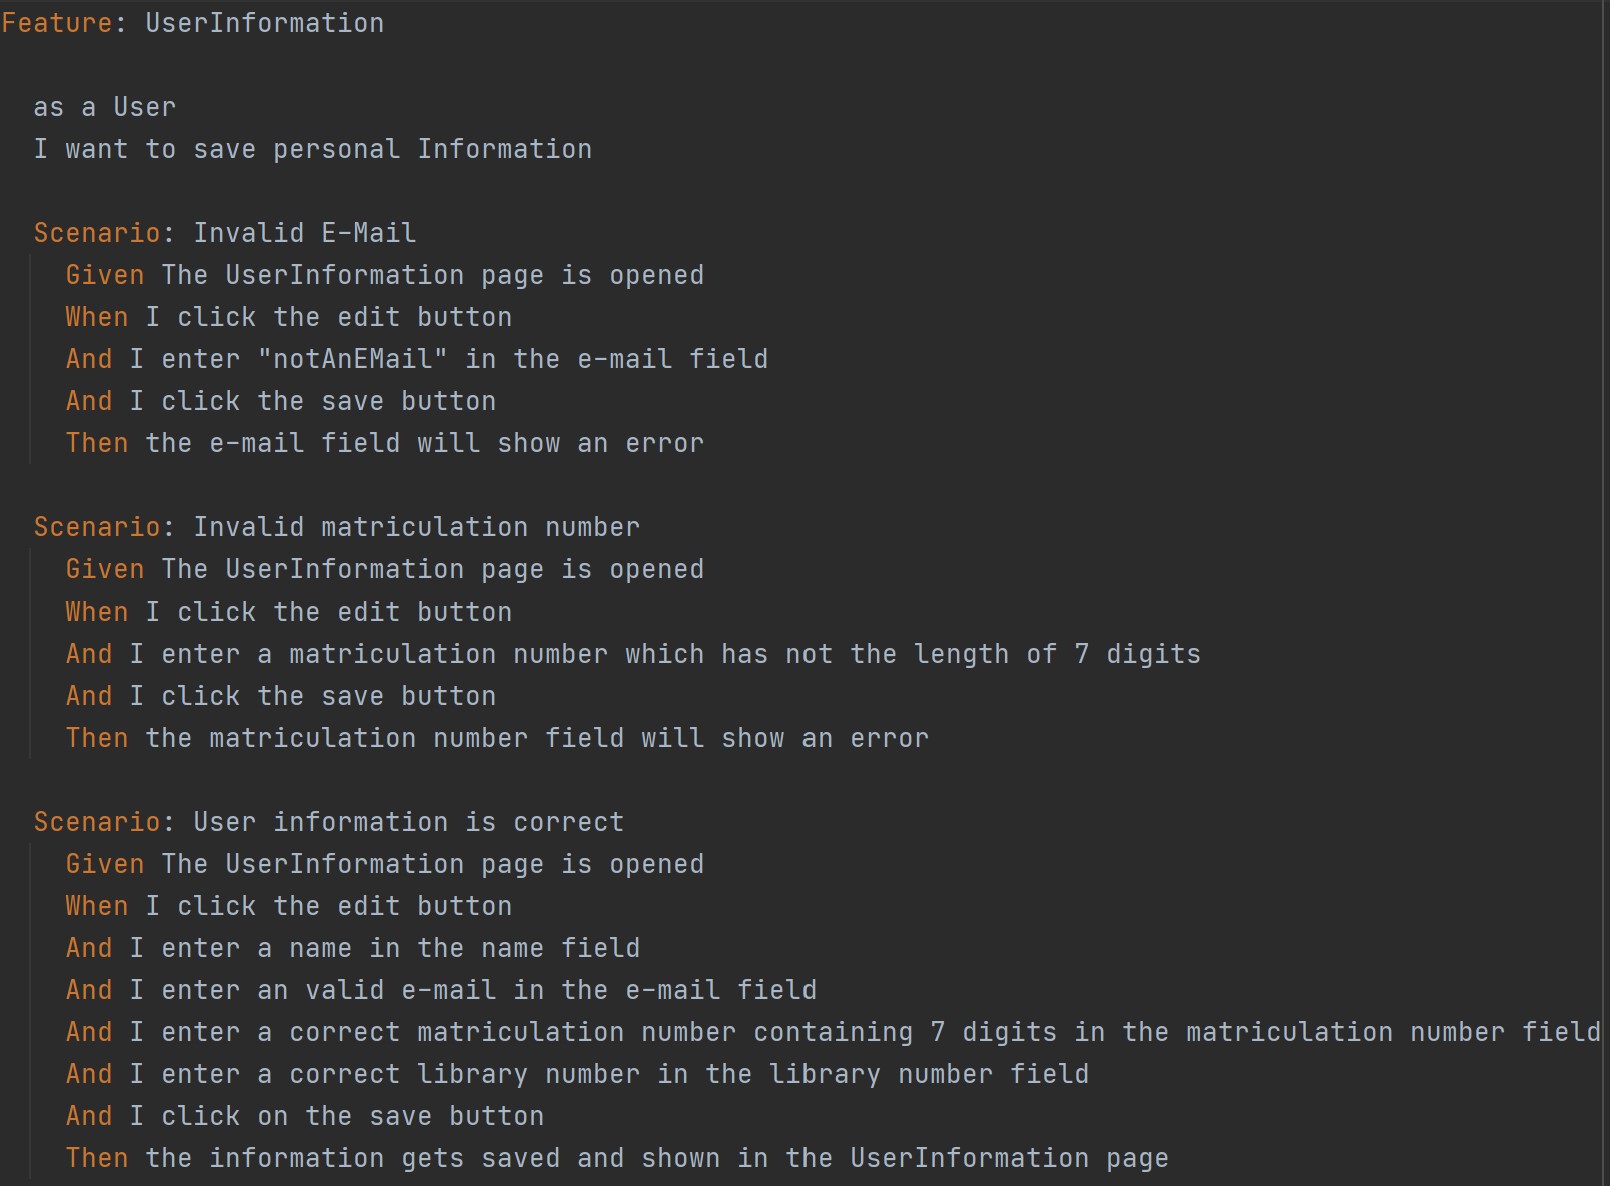 Feature: UserInformation
as a User
I want to save personal Information
Scenario: Invalid E-Mail
Given The UserInformation page is opened
When I click the edit button
And I enter "notAnEMail" in the e-mail field
And I click the save button
Then the e-mail field will show an error
Scenario: Invalid matriculation number
Given The UserInformation page is opened
When I click the edit button
And I enter a matriculation number which has not the length of 7 digits
And I click the save button
Then the matriculation number field will show an error
Scenario: User information is correct
Given The UserInformation page is opened
When I click the edit button
And I enter a name in the name field
And I enter an valid e-mail in the e-mail field
And I enter a correct matriculation number containing 7 digits in the matriculation number field
And I enter a correct library number in the library number field
And I click on the save button
Then the information gets saved and shown in the UserInformation page